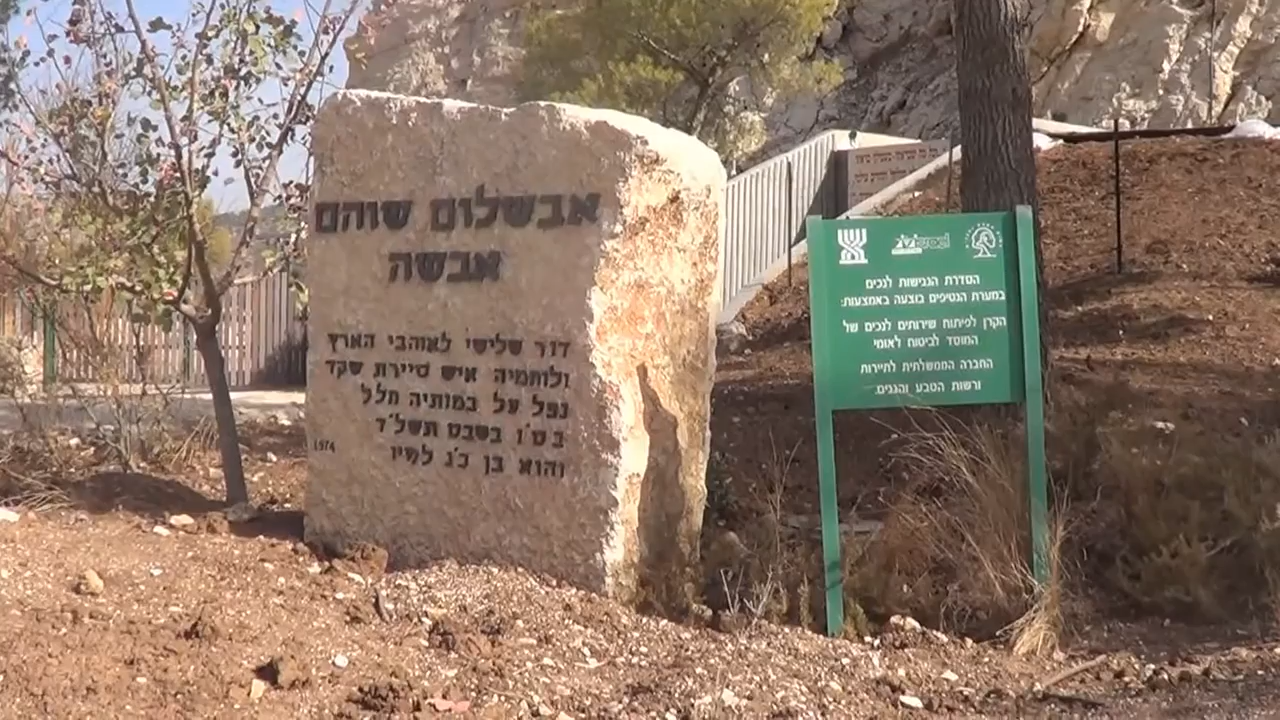 אבשלום שוהם
אבשה
דור שלישי לאוהבי הארץ
ולוחמיה איש סיירת שקד
נפל על במותיה חלל
בט"ו בשבט תשל"ד
והוא בן כ"ג לחייו
1974
הסדרת הנגישות לנכים
במערת הנטיפים בוצעה באמצעות:
הקרן לפיתוח שירותים לנכים של
המוסד לביטוח לאומי
החברה הממשלתית לתיירות
ורשות הטבע והגנים.